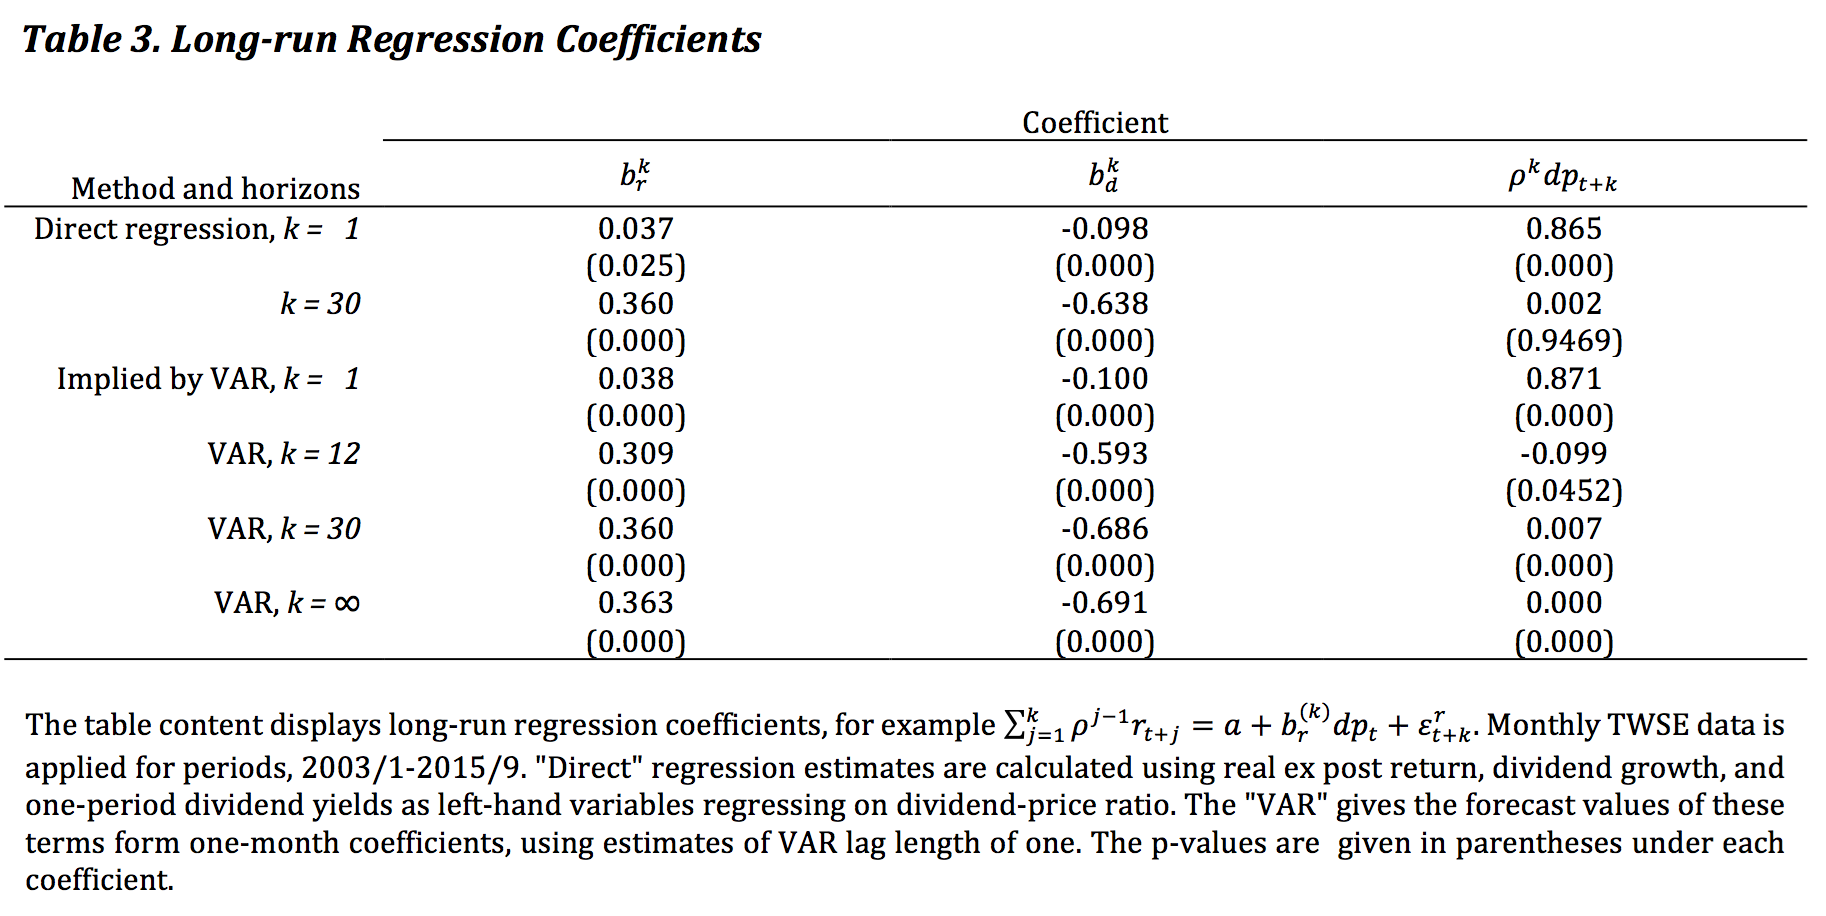 Table 3. Long-run Regression Coefficients
Coefficient
Method and horizons b_r^k b_d^k ρ^k dp_{t+k}
Direct regression, k = 1 0.037 -0.098 0.865
(0.025) (0.000) (0.000)
k = 30 0.360 -0.638 0.002
(0.000) (0.000) (0.9469)
Implied by VAR, k = 1 0.038 -0.100 0.871
(0.000) (0.000) (0.000)
VAR, k = 12 0.309 -0.593 -0.099
(0.000) (0.000) (0.0452)
VAR, k = 30 0.360 -0.686 0.007
(0.000) (0.000) (0.000)
VAR, k = ∞ 0.363 -0.691 0.000
(0.000) (0.000) (0.000)
The table content displays long-run regression coefficients, for example ∑_{j=1}^k ρ^{j−1} r_{t+j} = a + b_r^{(k)} dp_t + ε_{t+k}^r. Monthly TWSE data is
applied for periods, 2003/1-2015/9. "Direct" regression estimates are calculated using real ex post return, dividend growth, and
one-period dividend yields as left-hand variables regressing on dividend-price ratio. The "VAR" gives the forecast values of these
terms form one-month coefficients, using estimates of VAR lag length of one. The p-values are given in parentheses under each
coefficient.